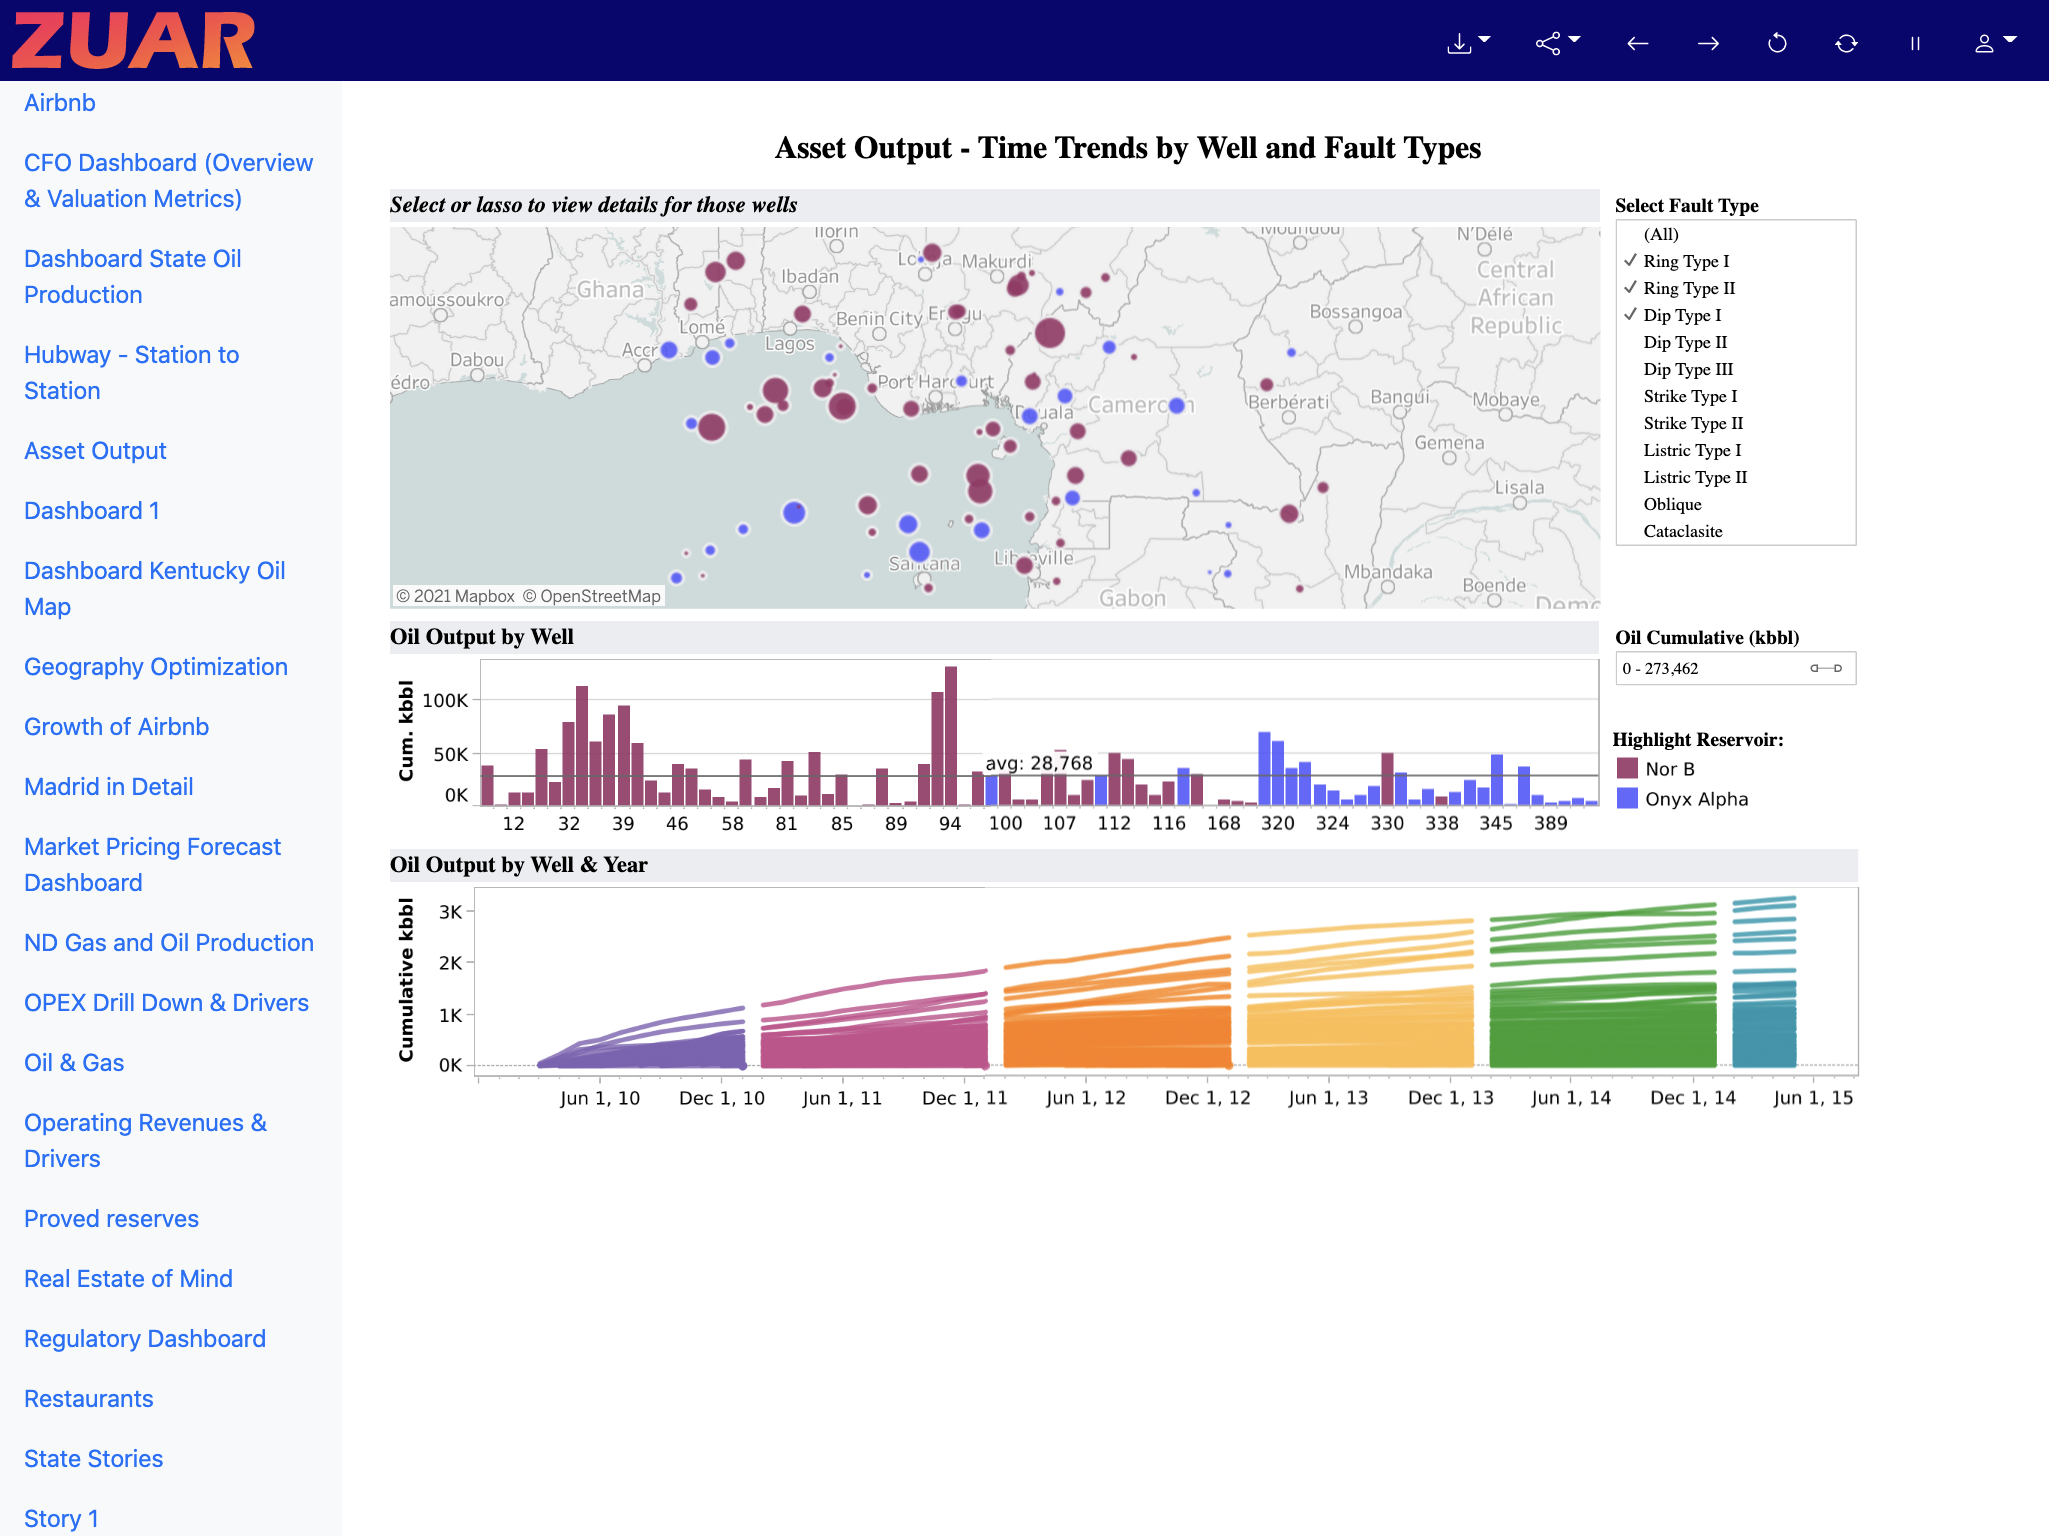 ZUAR
Airbnb
CFO Dashboard (Overview
& Valuation Metrics)
Dashboard State Oil
Production
Hubway - Station to
Station
Asset Output
Dashboard 1
Dashboard Kentucky Oil
Map
Geography Optimization
Growth of Airbnb
Madrid in Detail
Market Pricing Forecast
Dashboard
ND Gas and Oil Production
OPEX Drill Down & Drivers
Oil & Gas
Operating Revenues &
Drivers
Proved reserves
Real Estate of Mind
Regulatory Dashboard
Restaurants
State Stories
Story 1
Asset Output - Time Trends by Well and Fault Types
Select or lasso to view details for those wells
Ilorin
Moundou
N'Délé
Makurdi
Ibadan
Ghana
Central
African
Republic
amoussoukro
Benin City
Bossangoa
Lomé
Lagos
Accr
Dabou
édro
Port Harcourt
Douala
Cameroon
Berbérati
Bangui
Mobaye
Gemena
Lisala
Santana
Libreville
Mbandaka
Boende
Gabon
Demo
© 2021 Mapbox © OpenStreetMap
Select Fault Type
(All)
Ring Type I
Ring Type II
Dip Type I
Dip Type II
Dip Type III
Strike Type I
Strike Type II
Listric Type I
Listric Type II
Oblique
Cataclasite
Oil Output by Well
Cum. kbbl
100K
50K
0K
avg: 28,768
12 32 39 46 58 81 85 89 94 100 107 112 116 168 320 324 330 338 345 389
Oil Cumulative (kbbl)
0 - 273,462
Highlight Reservoir:
Nor B
Onyx Alpha
Oil Output by Well & Year
Cumulative kbbl
3K
2K
1K
0K
Jun 1, 10 Dec 1, 10 Jun 1, 11 Dec 1, 11 Jun 1, 12 Dec 1, 12 Jun 1, 13 Dec 1, 13 Jun 1, 14 Dec 1, 14 Jun 1, 15